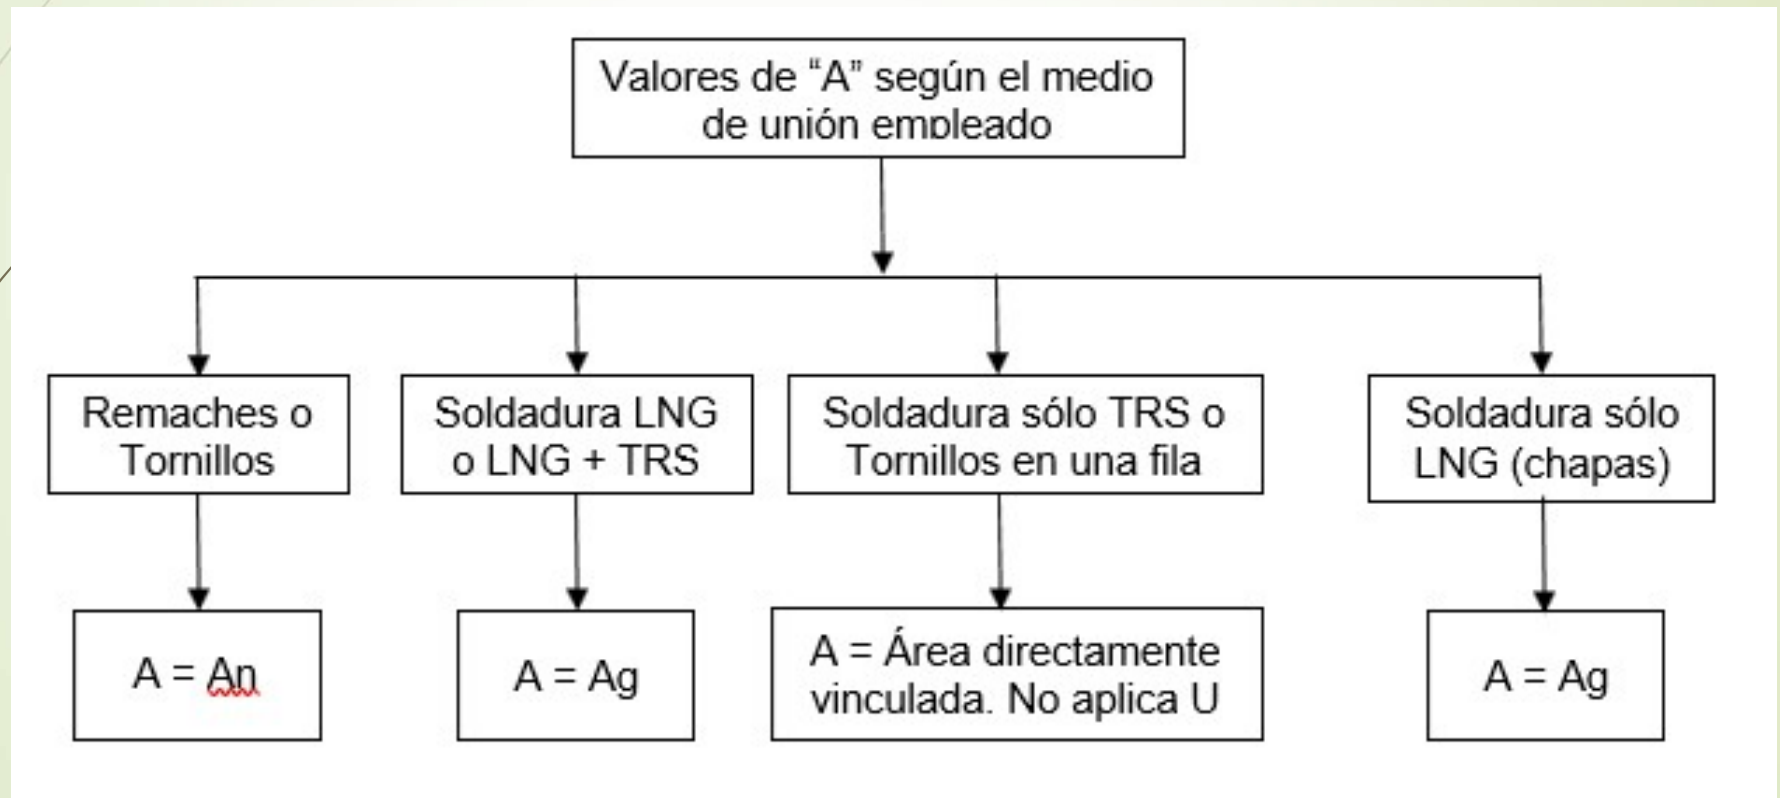 Valores de “A” según el medio
de unión empleado
Remaches o
Tornillos
Soldadura LNG
o LNG + TRS
Soldadura sólo TRS o
Tornillos en una fila
Soldadura sólo
LNG (chapas)
A = An
A = Ag
A = Área directamente
vinculada. No aplica U
A = Ag